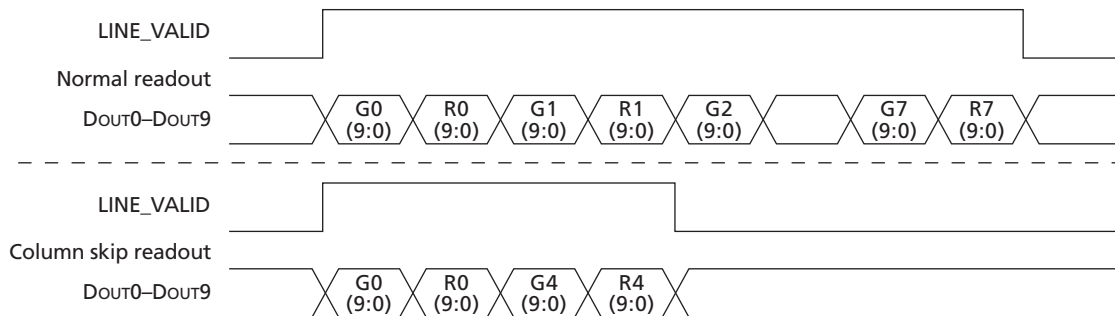 LINE_VALID
Normal readout
DOUT0–DOUT9
G0 R0 G1 R1 G2 G7 R7
(9:0) (9:0) (9:0) (9:0) (9:0) (9:0) (9:0)
LINE_VALID
Column skip readout
DOUT0–DOUT9
G0 R0 G4 R4
(9:0) (9:0) (9:0) (9:0)